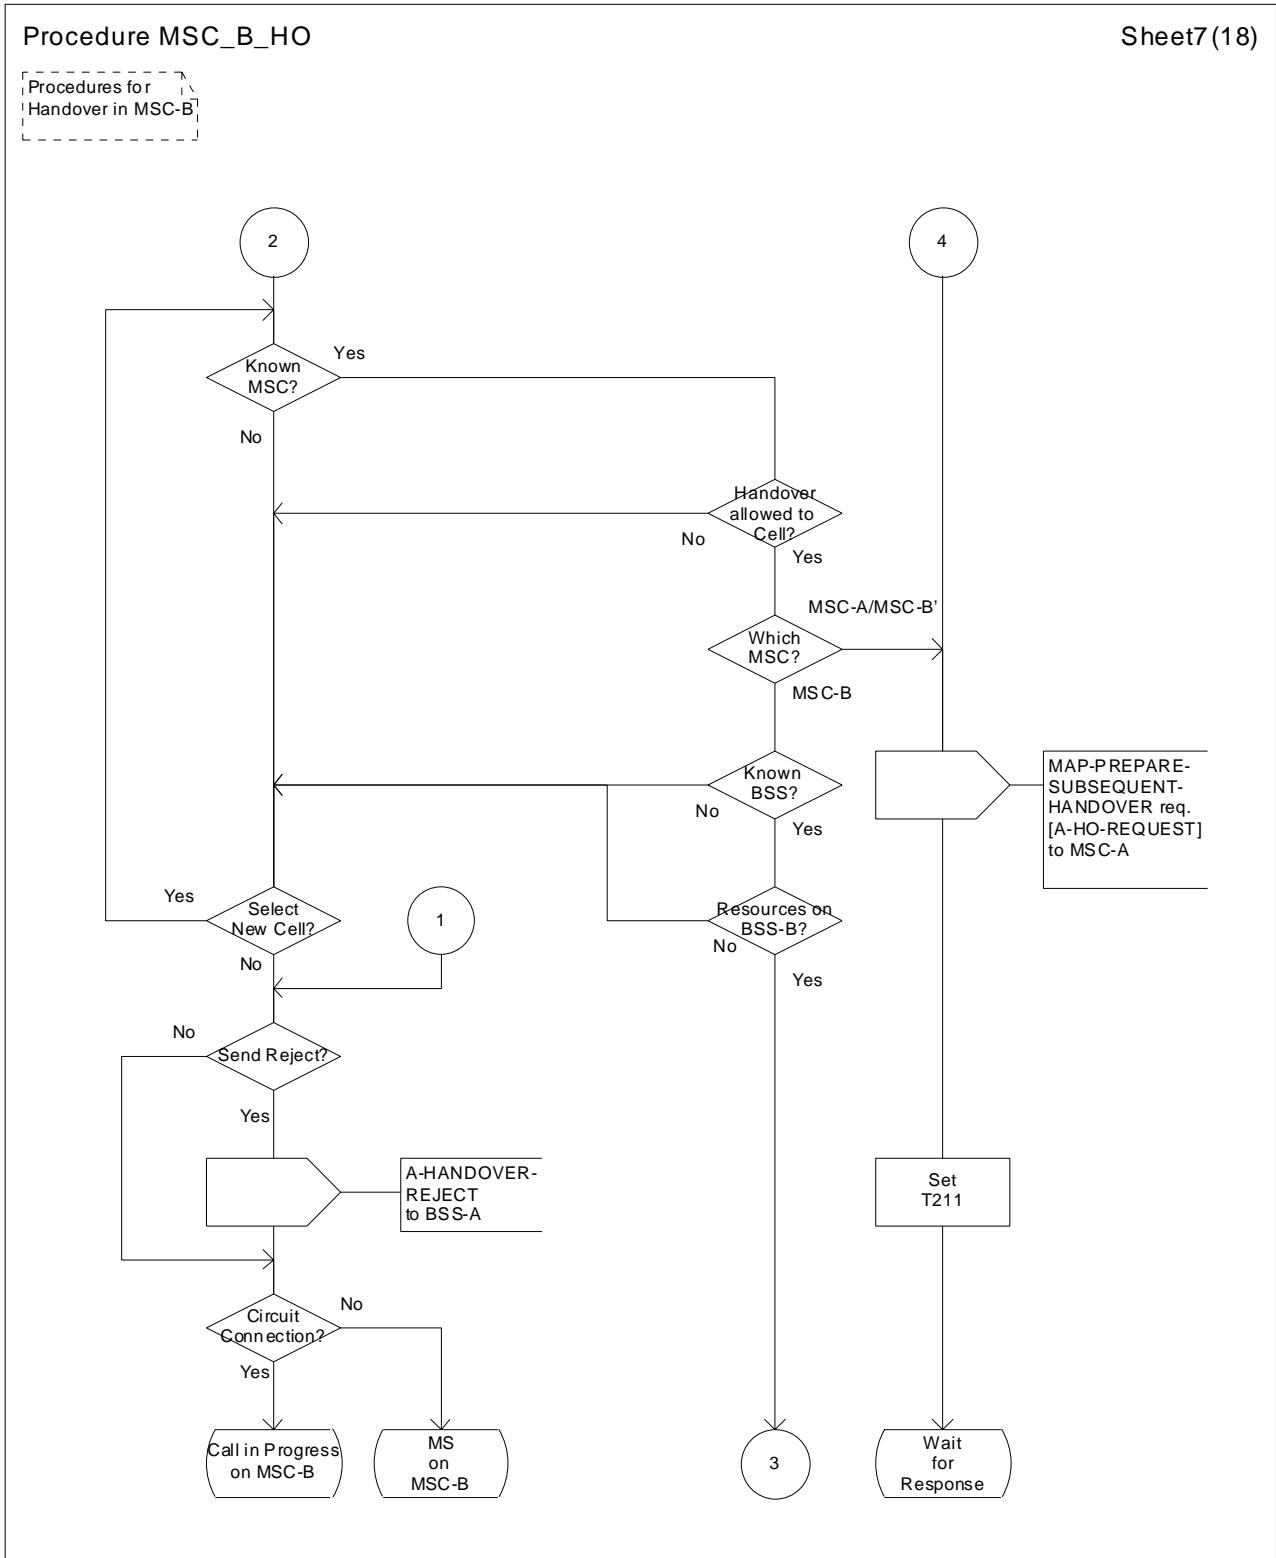 Procedure MSC_B_HO
Sheet7(18)
Procedures for
Handover in MSC-B
2
4
Known
MSC?
Yes
No
Handover
allowed to
Cell?
No
Yes
MSC-A/MSC-B'
Which
MSC?
MSC-B
Known
BSS?
No
Yes
MAP-PREPARE-
SUBSEQUENT-
HANDOVER req.
[A-HO-REQUEST]
to MSC-A
Yes
Select
New Cell?
No
1
Resources on
BSS-B?
No
Yes
No
Send Reject?
Yes
A-HANDOVER-
REJECT
to BSS-A
Set
T211
Circuit
Connection?
No
Yes
Call in Progress
on MSC-B
MS
on
MSC-B
3
Wait
for
Response